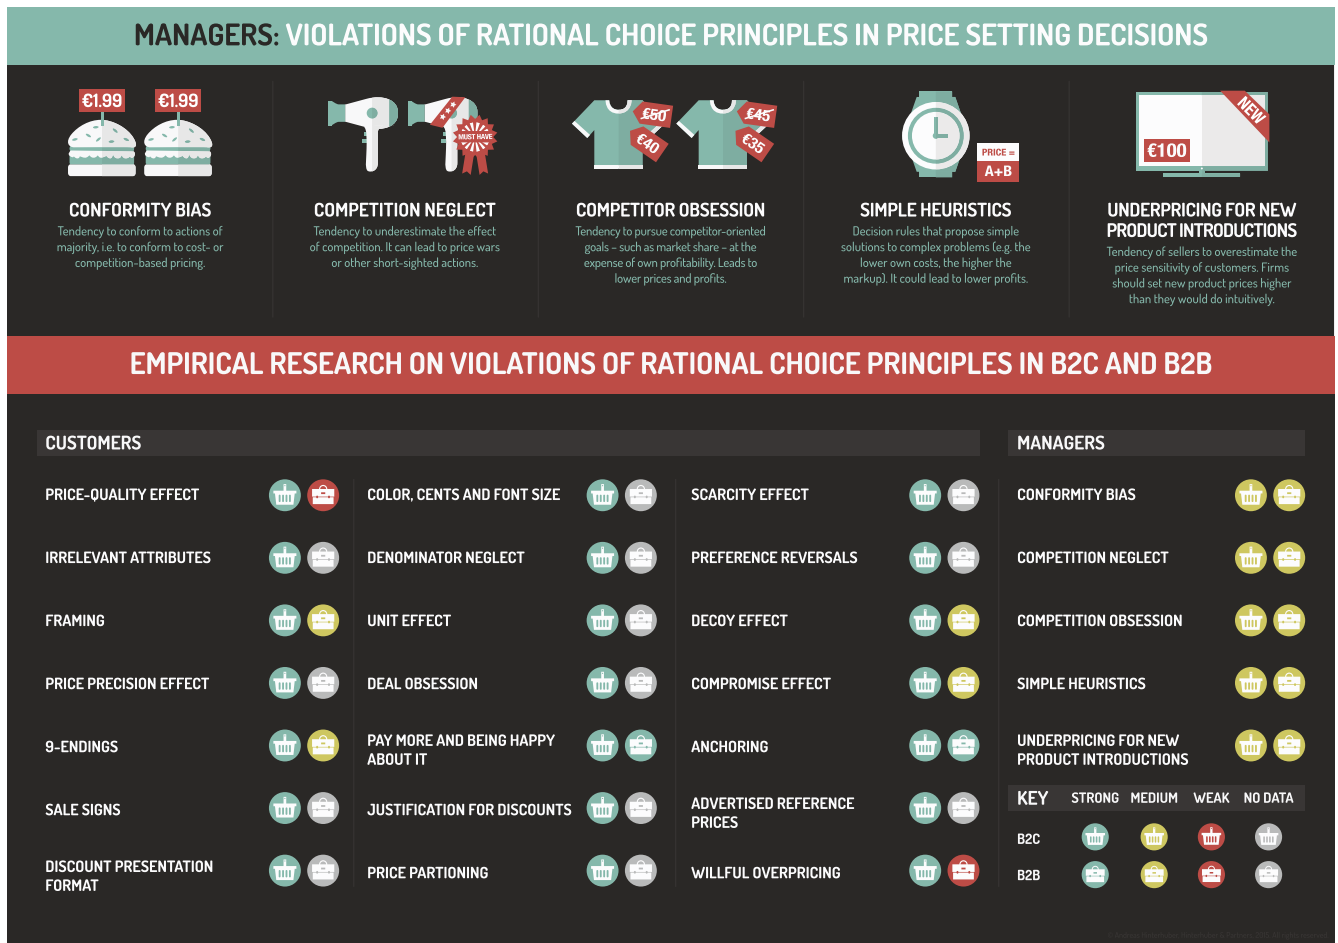 MANAGERS: VIOLATIONS OF RATIONAL CHOICE PRINCIPLES IN PRICE SETTING DECISIONS
€1.99 €1.99
CONFORMITY BIAS
Tendency to conform to actions of
majority, i.e. to conform to cost- or
competition-based pricing.
MUST HAVE
COMPETITION NEGLECT
Tendency to underestimate the effect
of competition. It can lead to price wars
or other short-sighted actions.
€50 €45
€40 €35
COMPETITOR OBSESSION
Tendency to pursue competitor-oriented
goals – such as market share – at the
expense of own profitability. Leads to
lower prices and profits.
PRICE =
A+B
SIMPLE HEURISTICS
Decision rules that propose simple
solutions to complex problems (e.g. the
lower own costs, the higher the
markup). It could lead to lower profits.
NEW
€100
UNDERPRICING FOR NEW
PRODUCT INTRODUCTIONS
Tendency of sellers to overestimate the
price sensitivity of customers. Firms
should set new product prices higher
than they would do intuitively.
EMPIRICAL RESEARCH ON VIOLATIONS OF RATIONAL CHOICE PRINCIPLES IN B2C AND B2B
CUSTOMERS
PRICE-QUALITY EFFECT
IRRELEVANT ATTRIBUTES
FRAMING
PRICE PRECISION EFFECT
9-ENDINGS
SALE SIGNS
DISCOUNT PRESENTATION
FORMAT
COLOR, CENTS AND FONT SIZE
DENOMINATOR NEGLECT
UNIT EFFECT
DEAL OBSESSION
PAY MORE AND BEING HAPPY
ABOUT IT
JUSTIFICATION FOR DISCOUNTS
PRICE PARTIONING
SCARCITY EFFECT
PREFERENCE REVERSALS
DECOY EFFECT
COMPROMISE EFFECT
ANCHORING
ADVERTISED REFERENCE
PRICES
WILLFUL OVERPRICING
MANAGERS
CONFORMITY BIAS
COMPETITION NEGLECT
COMPETITION OBSESSION
SIMPLE HEURISTICS
UNDERPRICING FOR NEW
PRODUCT INTRODUCTIONS
KEY STRONG MEDIUM WEAK NO DATA
B2C
B2B